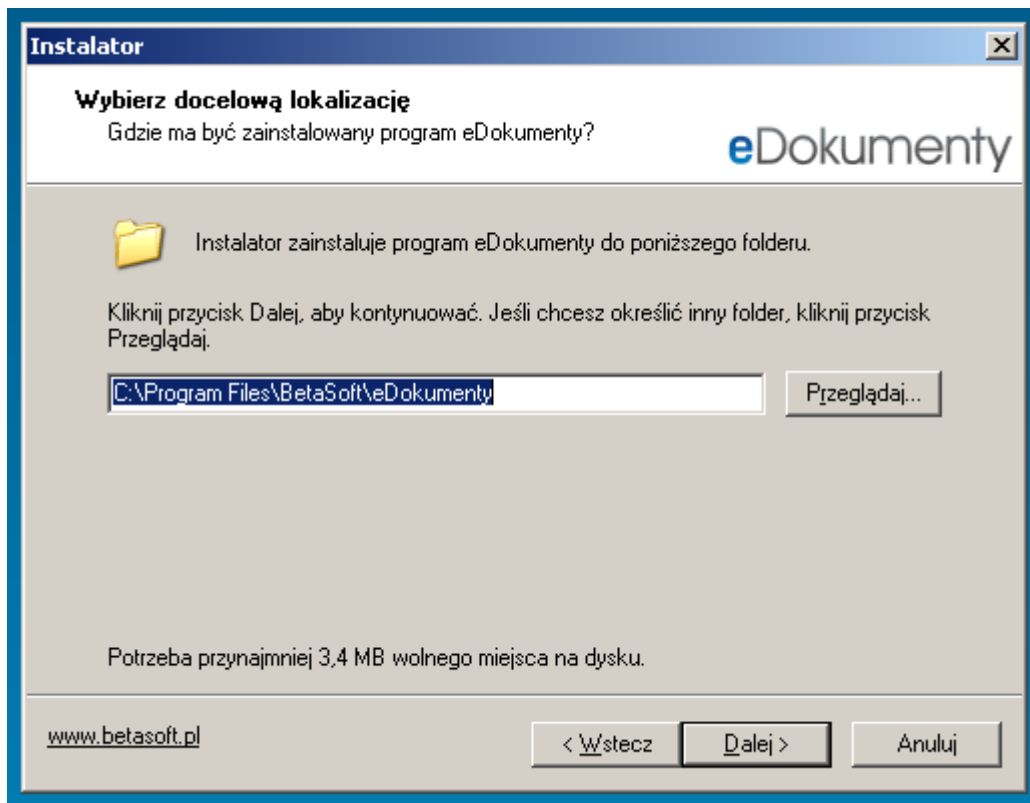 Instalator
Wybierz docelową lokalizację
Gdzie ma być zainstalowany program eDokumenty?
eDokumenty
Instalator zainstaluje program eDokumenty do poniższego folderu.
Kliknij przycisk Dalej, aby kontynuować. Jeśli chcesz określić inny folder, kliknij przycisk
Przeglądaj.
C:\Program Files\BetaSoft\eDokumenty
Przeglądaj...
Potrzeba przynajmniej 3,4 MB wolnego miejsca na dysku.
www.betasoft.pl
< Wstecz
Dalej >
Anuluj